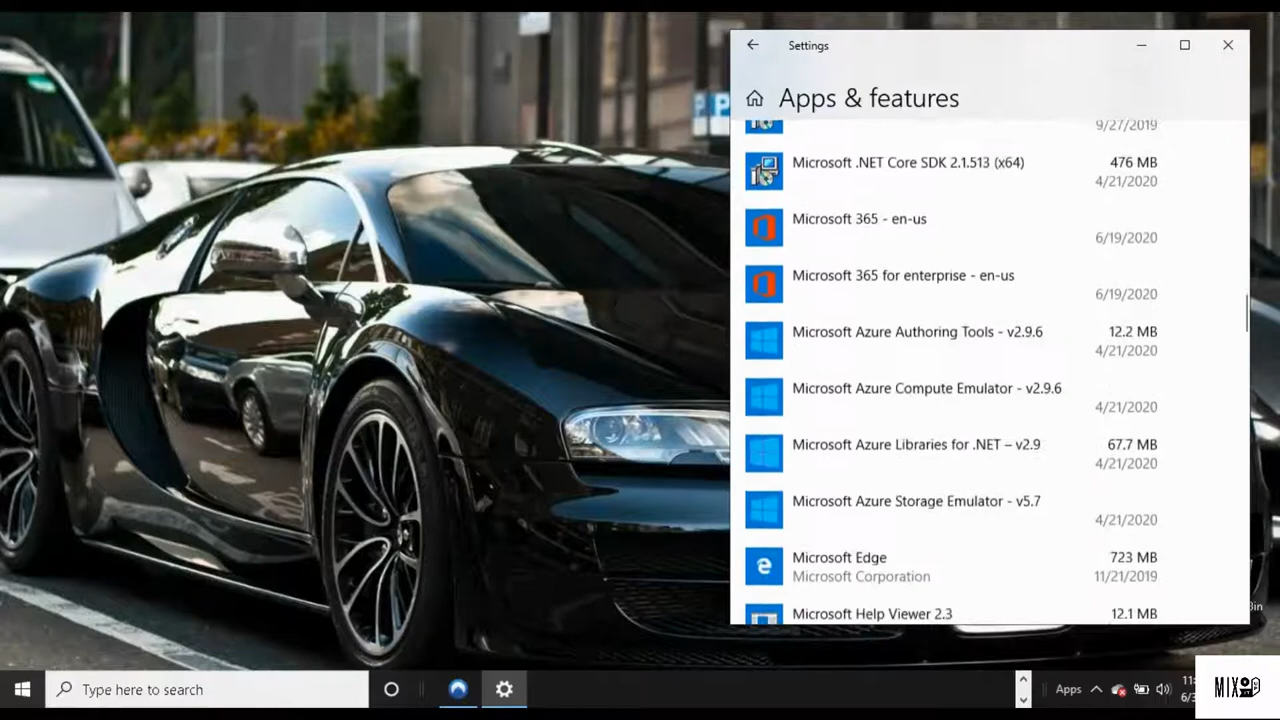 Settings
Apps & features
9/27/2019
Microsoft .NET Core SDK 2.1.513 (x64) 476 MB
4/21/2020
Microsoft 365 - en-us
6/19/2020
Microsoft 365 for enterprise - en-us
6/19/2020
Microsoft Azure Authoring Tools - v2.9.6 12.2 MB
4/21/2020
Microsoft Azure Compute Emulator - v2.9.6
4/21/2020
Microsoft Azure Libraries for .NET – v2.9 67.7 MB
4/21/2020
Microsoft Azure Storage Emulator - v5.7
4/21/2020
Microsoft Edge 723 MB
Microsoft Corporation 11/21/2019
Microsoft Help Viewer 2.3 12.1 MB
Type here to search
Apps
MIX